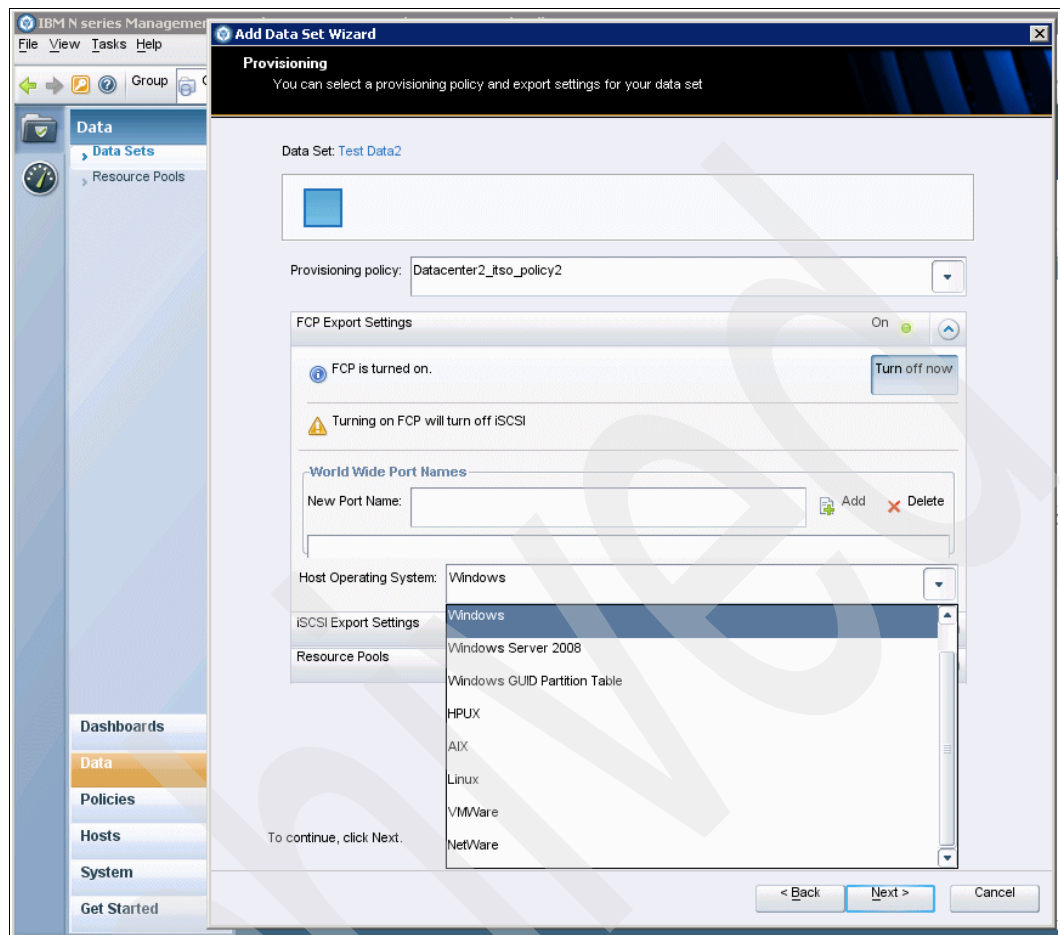 IBM N series Manageme
File View Tasks Help
Group
Data
Data Sets
Resource Pools
Dashboards
Data
Policies
Hosts
System
Get Started
Add Data Set Wizard
Provisioning
You can select a provisioning policy and export settings for your data set
Data Set: Test Data2
Provisioning policy: Datacenter2_itso_policy2
FCP Export Settings On
FCP is turned on. Turn off now
Turning on FCP will turn off iSCSI
World Wide Port Names
New Port Name: Add Delete
Host Operating System: Windows
iSCSI Export Settings
Resource Pools
Windows
Windows Server 2008
Windows GUID Partition Table
HPUX
AIX
Linux
VMWare
NetWare
To continue, click Next.
< Back Next > Cancel